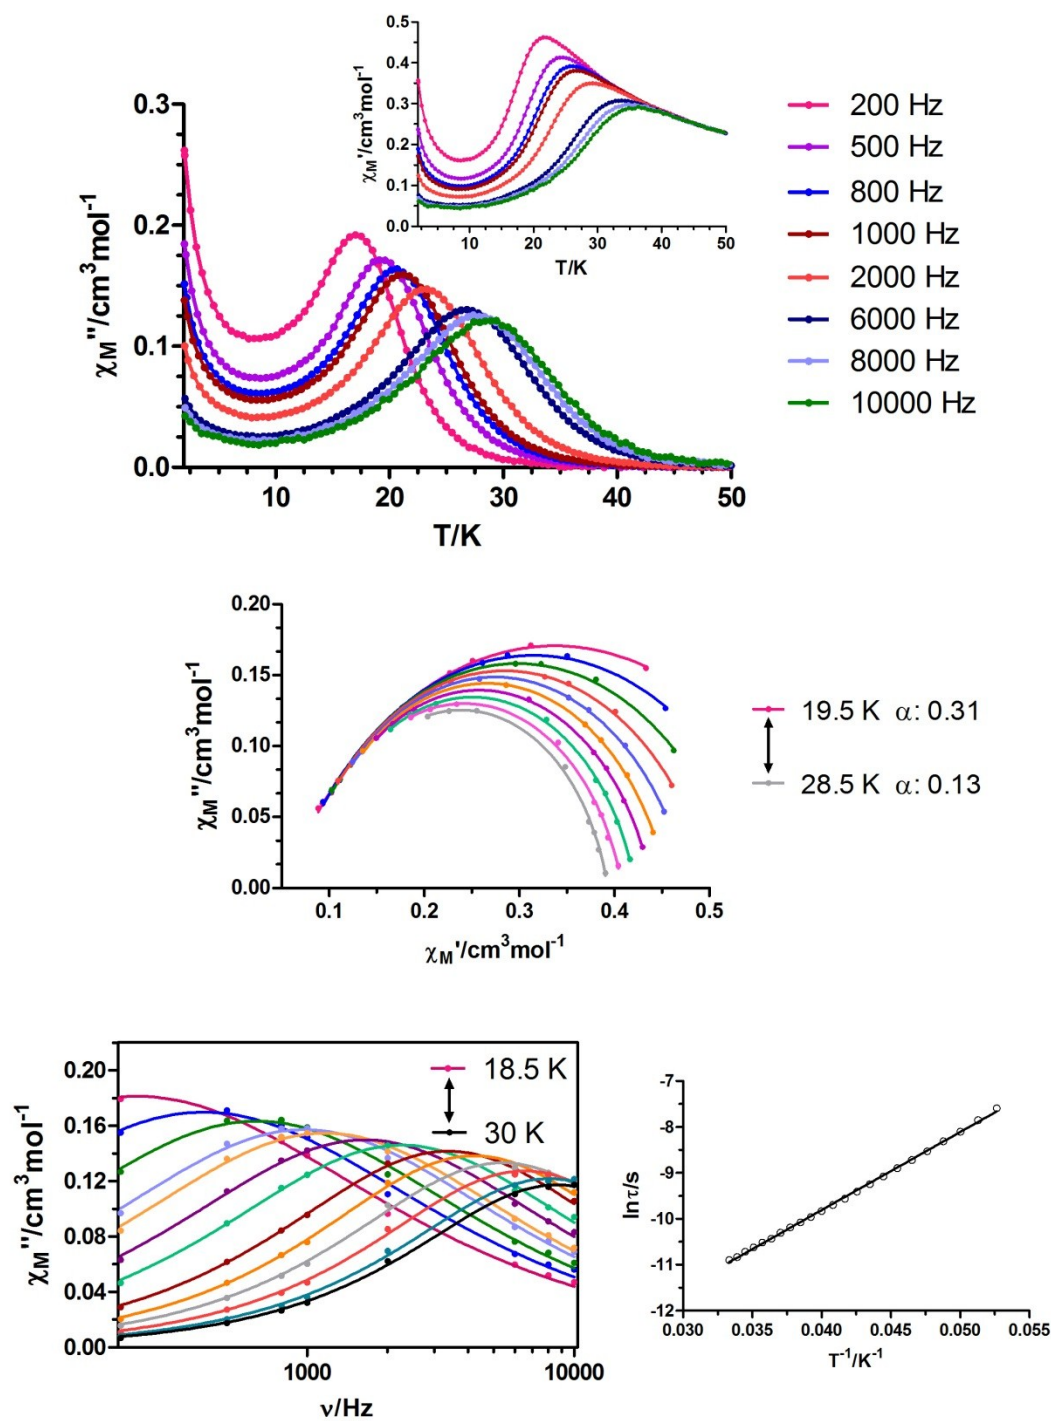 0.5
0.4
0.3
0.2
0.1
0.0
10 20 30 40 50
χM'/cm³mol⁻¹
T/K
0.3
0.2
0.1
0.0
10 20 30 40 50
χM''/cm³mol⁻¹
T/K
200 Hz
500 Hz
800 Hz
1000 Hz
2000 Hz
6000 Hz
8000 Hz
10000 Hz
0.20
0.15
0.10
0.05
0.00
0.1 0.2 0.3 0.4 0.5
χM''/cm³mol⁻¹
χM'/cm³mol⁻¹
19.5 K α: 0.31
28.5 K α: 0.13
0.20
0.16
0.12
0.08
0.04
0.00
1000 10000
χM''/cm³mol⁻¹
ν/Hz
18.5 K
30 K
-7
-8
-9
-10
-11
-12
0.030 0.035 0.040 0.045 0.050 0.055
lnτ/s
T⁻¹/K⁻¹